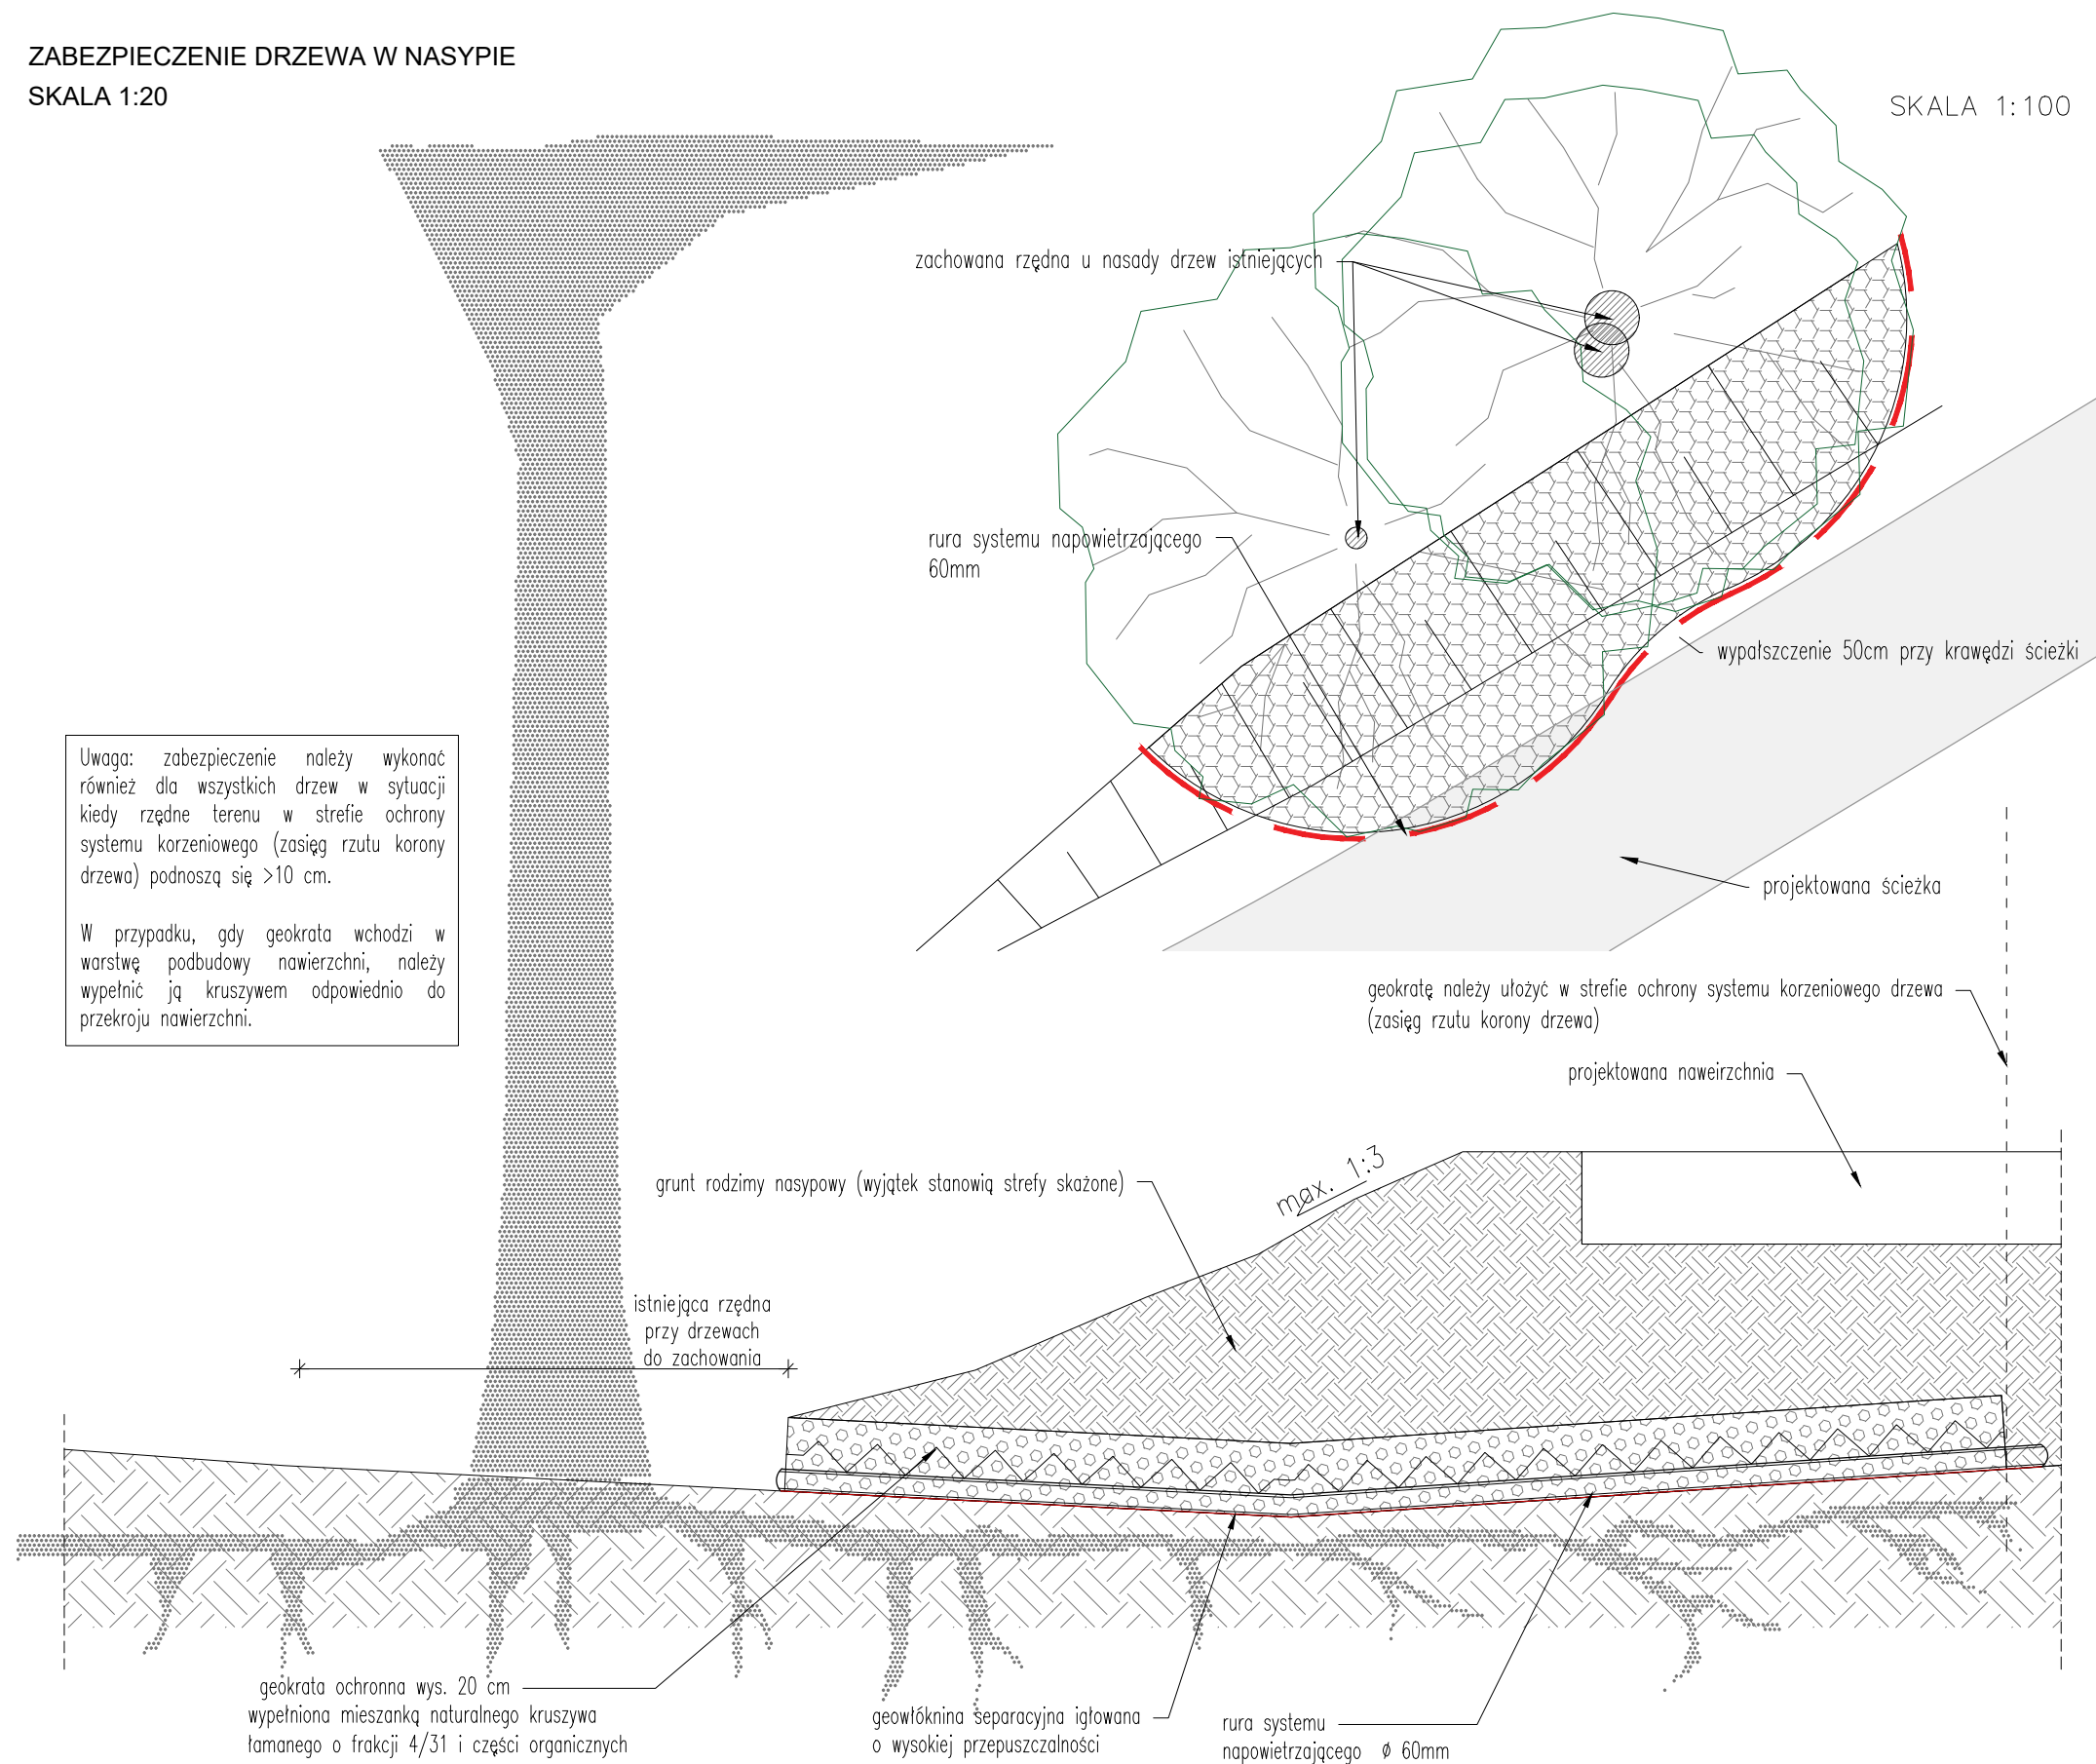 ZABEZPIECZENIE DRZEWA W NASYPIE
SKALA 1:20
SKALA 1:100
zachowana rzędna u nasady drzew istniejących
rura systemu napowietrzającego
60mm
wypałszczenie 50cm przy krawędzi ścieżki
projektowana ścieżka
Uwaga: zabezpieczenie należy wykonać
również dla wszystkich drzew w sytuacji
kiedy rzędne terenu w strefie ochrony
systemu korzeniowego (zasięg rzutu korony
drzewa) podnoszą się >10 cm.
W przypadku, gdy geokrata wchodzi w
warstwę podbudowy nawierzchni, należy
wypełnić ją kruszywem odpowiednio do
przekroju nawierzchni.
geokratę należy ułożyć w strefie ochrony systemu korzeniowego drzewa
(zasięg rzutu korony drzewa)
projektowana naweirzchnia
grunt rodzimy nasypowy (wyjątek stanowią strefy skażone)
max. 1:3
istniejąca rzędna
przy drzewach
do zachowania
geokrata ochronna wys. 20 cm
wypełniona mieszanką naturalnego kruszywa
łamanego o frakcji 4/31 i części organicznych
geowłóknina separacyjna igłowana
o wysokiej przepuszczalności
rura systemu
napowietrzającego ø 60mm